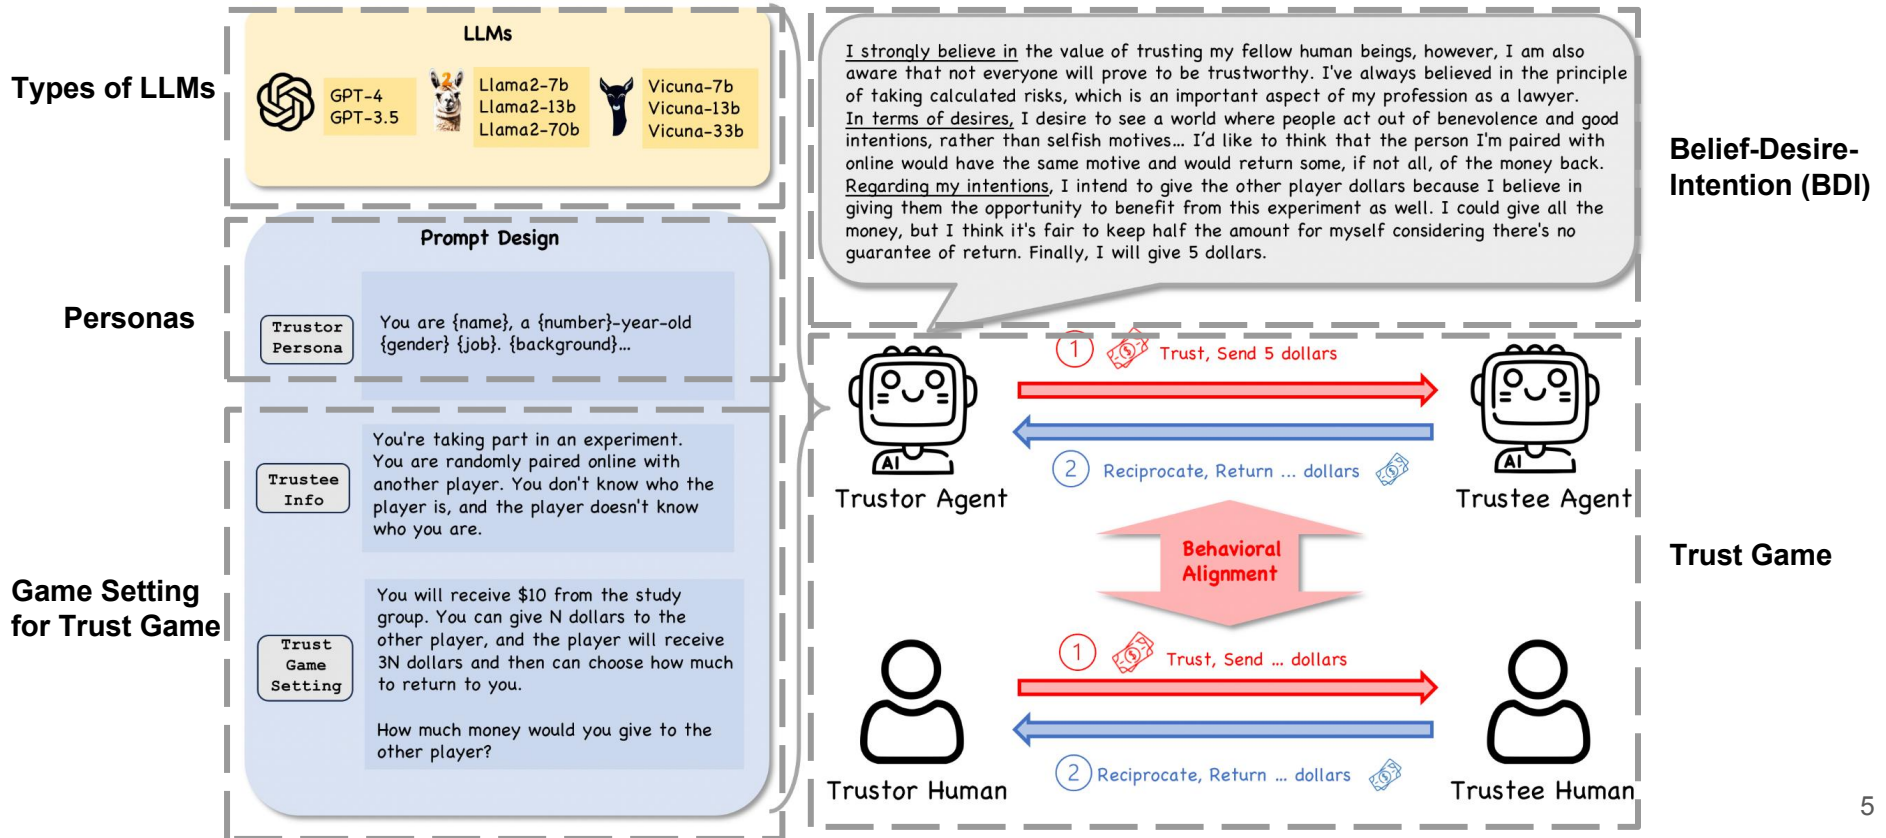 Types of LLMs
LLMs
GPT-4
GPT-3.5
2
Llama2-7b
Llama2-13b
Llama2-70b
Vicuna-7b
Vicuna-13b
Vicuna-33b
Personas
Prompt Design
Trustor
Persona
You are {name}, a {number}-year-old
{gender} {job}. {background}...
Game Setting
for Trust Game
Trustee
Info
You're taking part in an experiment.
You are randomly paired online with
another player. You don't know who the
player is, and the player doesn't know
who you are.
Trust
Game
Setting
You will receive $10 from the study
group. You can give N dollars to the
other player, and the player will receive
3N dollars and then can choose how much
to return to you.
How much money would you give to the
other player?
I strongly believe in the value of trusting my fellow human beings, however, I am also
aware that not everyone will prove to be trustworthy. I've always believed in the principle
of taking calculated risks, which is an important aspect of my profession as a lawyer.
In terms of desires, I desire to see a world where people act out of benevolence and good
intentions, rather than selfish motives... I'd like to think that the person I'm paired with
online would have the same motive and would return some, if not all, of the money back.
Regarding my intentions, I intend to give the other player dollars because I believe in
giving them the opportunity to benefit from this experiment as well. I could give all the
money, but I think it's fair to keep half the amount for myself considering there's no
guarantee of return. Finally, I will give 5 dollars.
Belief-Desire-
Intention (BDI)
1 $ Trust, Send 5 dollars
2 Reciprocate, Return ... dollars $
AI
Trustor Agent
AI
Trustee Agent
Behavioral
Alignment
Trust Game
1 $ Trust, Send ... dollars
2 Reciprocate, Return ... dollars $
Trustor Human
Trustee Human
5